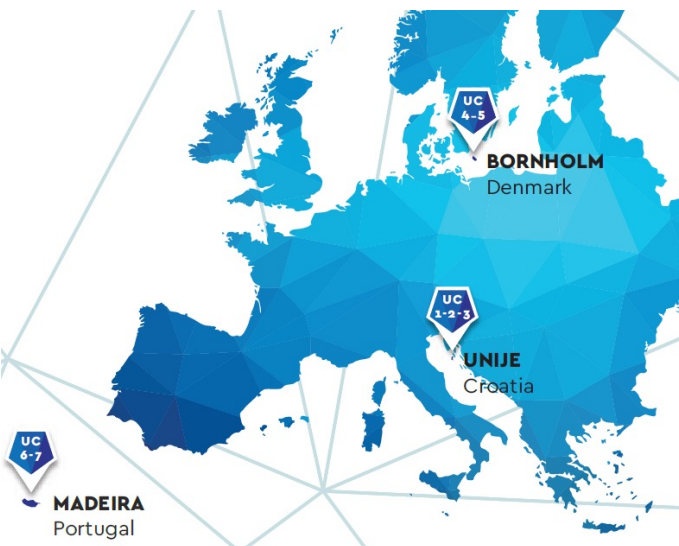 UC
4-5
BORNHOLM
Denmark
UC
1-2-3
UNIJE
Croatia
UC
6-7
MADEIRA
Portugal